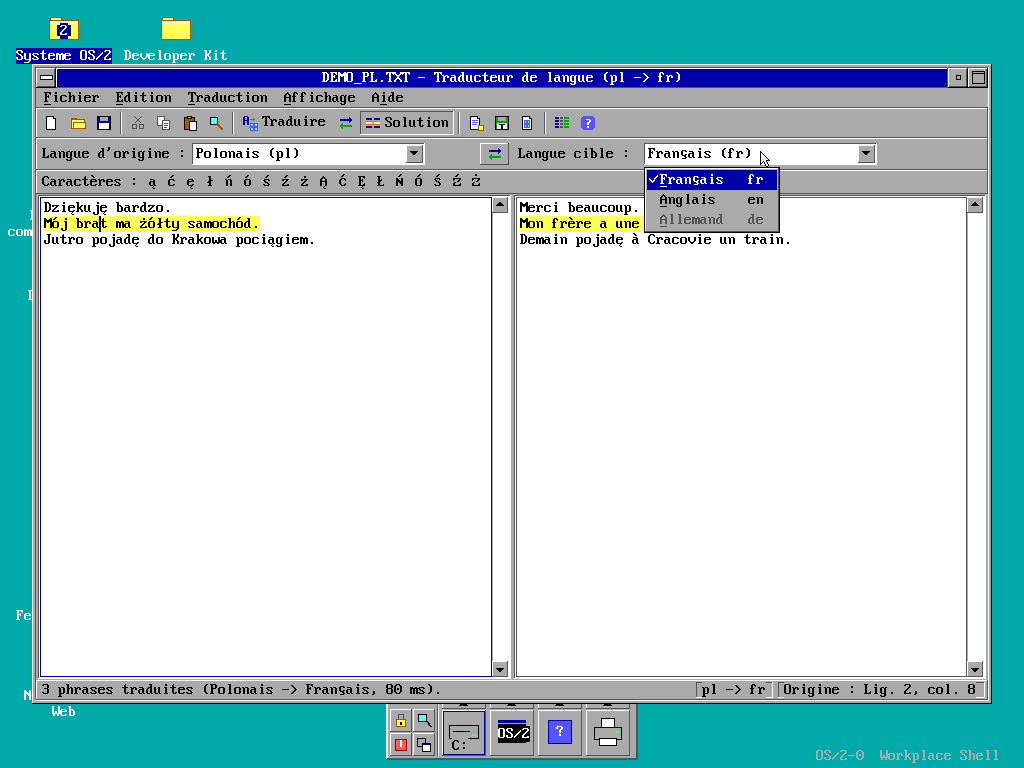 Systeme OS/2 Developer Kit
DEMO_PL.TXT - Traducteur de langue (pl -> fr)
Fichier Edition Traduction Affichage Aide
Traduire Solution
Langue d'origine : Polonais (pl) Langue cible : Français (fr)
Caractères : ą ć ę ł ń ó ś ź ż Ą Ć Ę Ł Ń Ó Ś Ź Ż
✓Français fr
Anglais en
Allemand de
Dziękuję bardzo.
Mój brat ma żółty samochód.
Jutro pojadę do Krakowa pociągiem.
Merci beaucoup.
Mon frère a une
Demain pojadę à Cracovie un train.
com
Fe
N
Web
3 phrases traduites (Polonais -> Français, 80 ms).
pl -> fr
Origine : Lig. 2, col. 8
C:
OS/2
OS/2-0 Workplace Shell